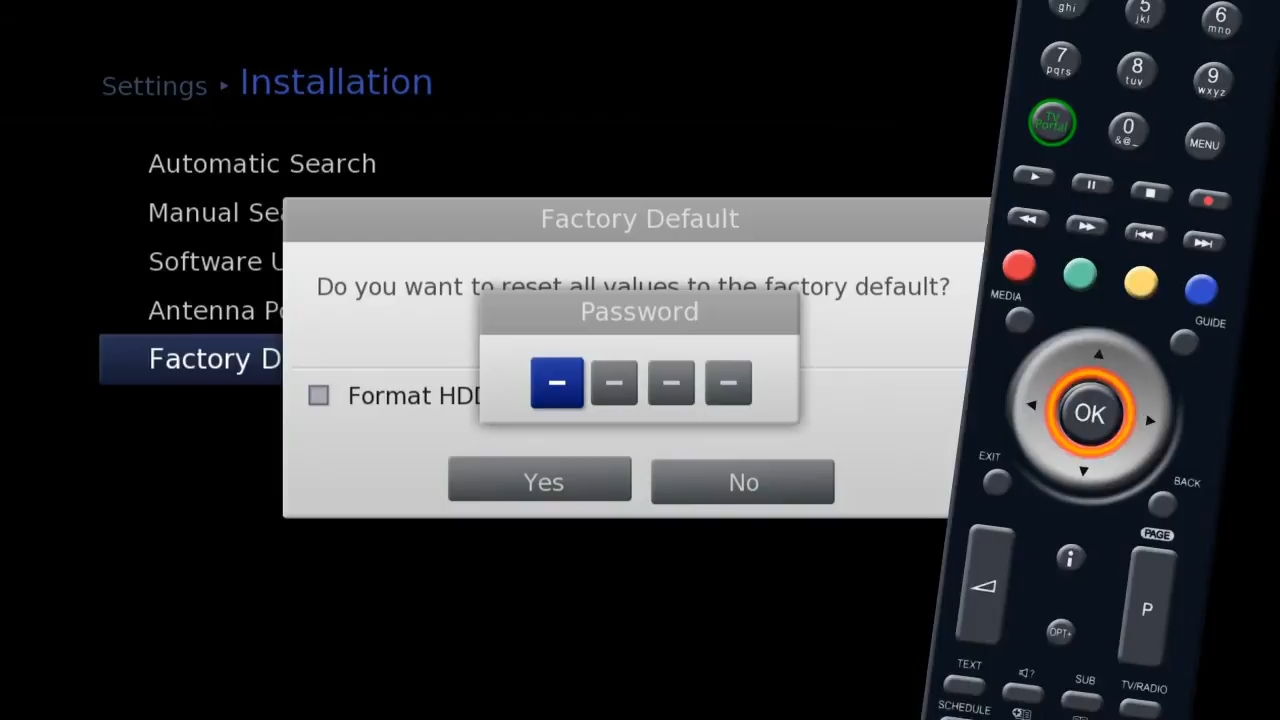 Settings ▸ Installation
Automatic Search
Manual Sea
Software U
Antenna Po
Factory D
Factory Default
Do you want to reset all values to the factory default?
Password
– – – –
Format HDD
Yes
No
ghi
5
jkl
6
mno
7
pqrs
8
tuv
9
wxyz
TV
Portal
0
&@_
MENU
MEDIA
GUIDE
OK
EXIT
BACK
PAGE
i
P
OPT+
TEXT
?
SUB
TV/RADIO
SCHEDULE